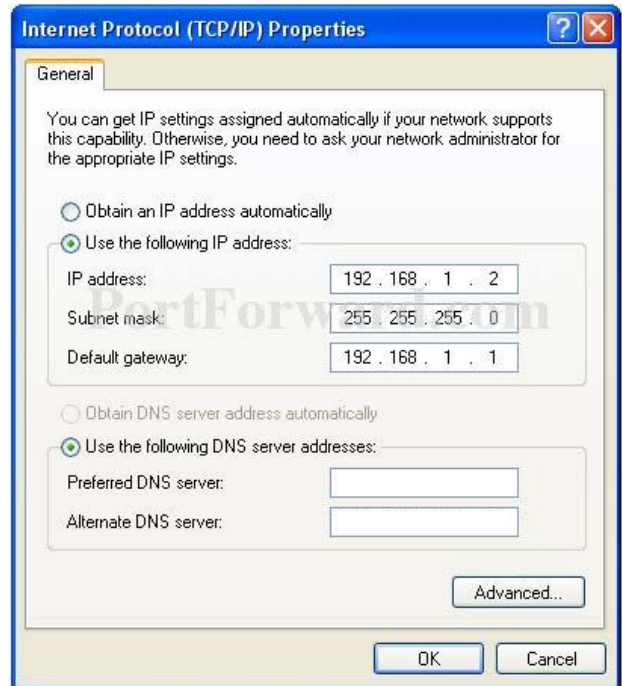 Internet Protocol (TCP/IP) Properties
General
You can get IP settings assigned automatically if your network supports
this capability. Otherwise, you need to ask your network administrator for
the appropriate IP settings.
Obtain an IP address automatically
Use the following IP address:
IP address: 192 . 168 . 1 . 2
PortForward.com
Subnet mask: 255 . 255 . 255 . 0
Default gateway: 192 . 168 . 1 . 1
Obtain DNS server address automatically
Use the following DNS server addresses:
Preferred DNS server:
Alternate DNS server:
Advanced...
OK Cancel